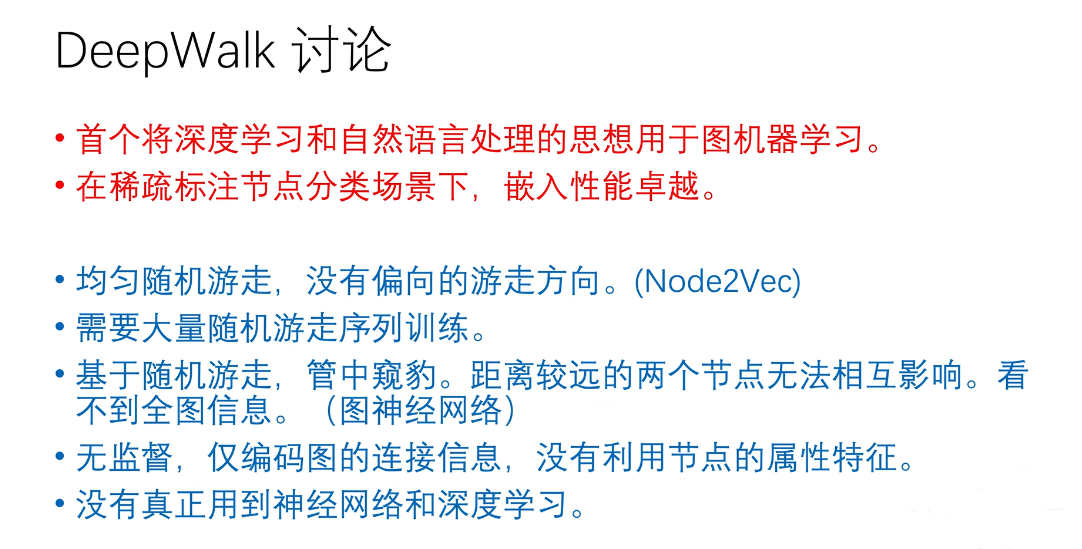 DeepWalk 讨论
• 首个将深度学习和自然语言处理的思想用于图机器学习。
• 在稀疏标注节点分类场景下，嵌入性能卓越。
• 均匀随机游走，没有偏向的游走方向。(Node2Vec)
• 需要大量随机游走序列训练。
• 基于随机游走，管中窥豹。距离较远的两个节点无法相互影响。看
不到全图信息。（图神经网络）
• 无监督，仅编码图的连接信息，没有利用节点的属性特征。
• 没有真正用到神经网络和深度学习。